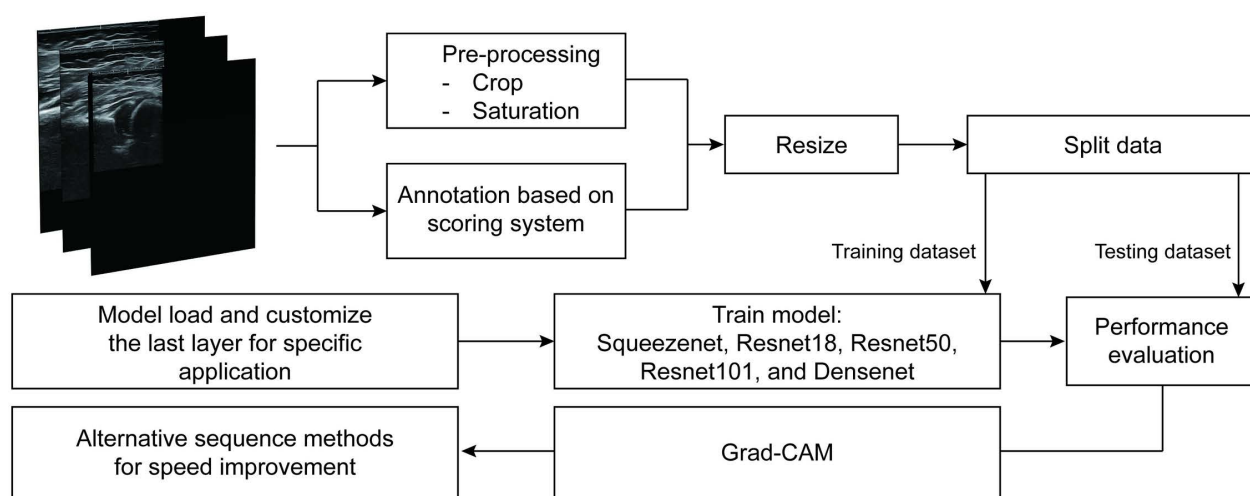 Pre-processing
- Crop
- Saturation
Annotation based on
scoring system
Resize
Split data
Training dataset
Testing dataset
Model load and customize
the last layer for specific
application
Train model:
Squeezenet, Resnet18, Resnet50,
Resnet101, and Densenet
Performance
evaluation
Alternative sequence methods
for speed improvement
Grad-CAM